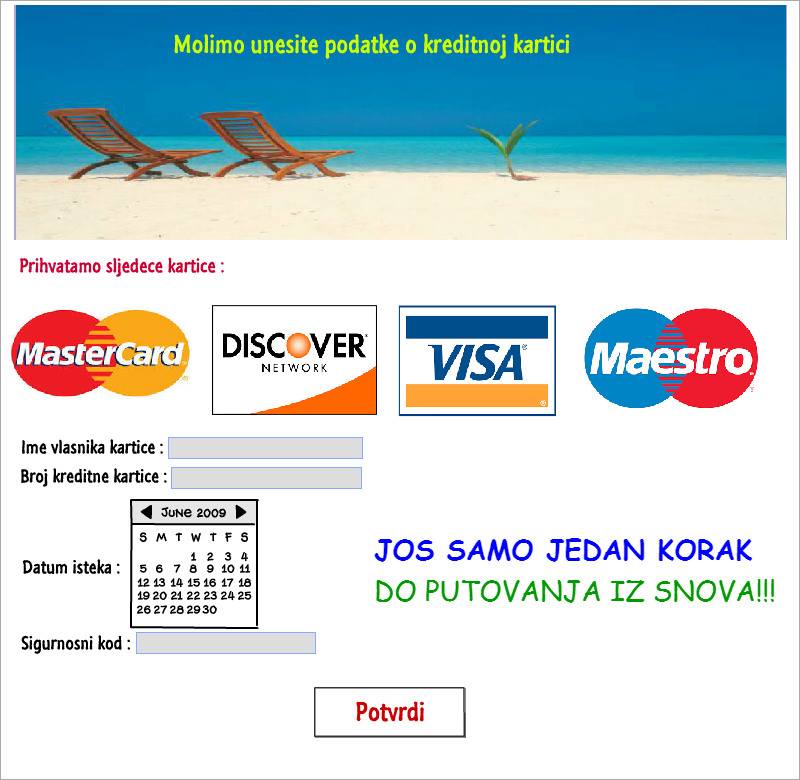 Molimo unesite podatke o kreditnoj kartici
Prihvatamo sljedece kartice :
MasterCard
DISCOVER
NETWORK
VISA
Maestro
Ime vlasnika kartice :
Broj kreditne kartice :
June 2009
S M T W T F S
1 2 3 4
5 6 7 8 9 10 11
12 13 14 15 16 17 18
19 20 21 22 23 24 25
26 27 28 29 30
Datum isteka :
JOS SAMO JEDAN KORAK
DO PUTOVANJA IZ SNOVA!!!
Sigurnosni kod :
Potvrdi